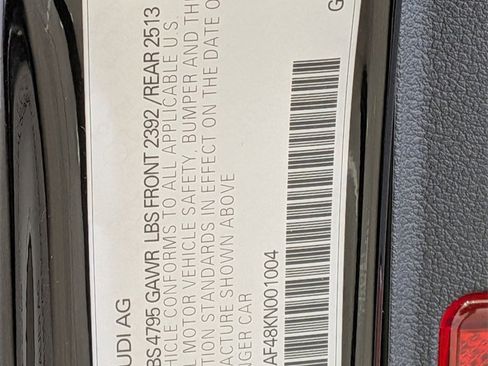 UDI AG
BS 4795 GAWR LBS FRONT 2392 /REAR 2513
HICLE CONFORMS TO ALL APPLICABLE U S
L MOTOR VEHICLE SAFETY, BUMPER AND TH
TION STANDARDS IN EFFECT ON THE DATE O
ACTURE SHOWN ABOVE
NGER CAR
AF48KN001004
G